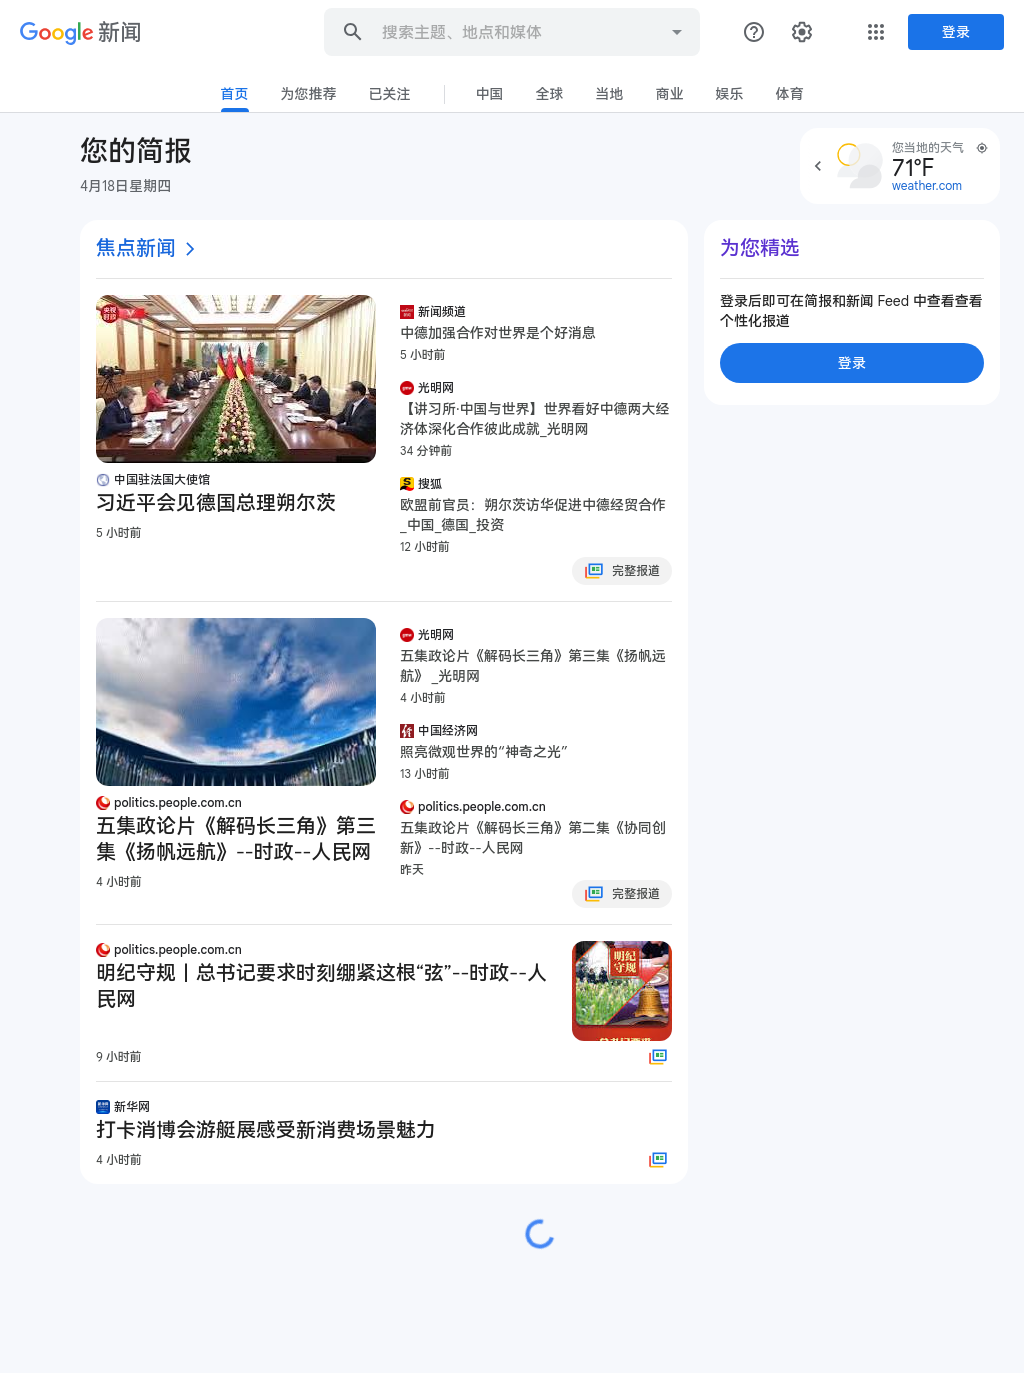 Google 新闻
搜索主题、地点和媒体
登录
首页
为您推荐
已关注
中国
全球
当地
商业
娱乐
体育
您的简报
4月18日星期四
您当地的天气
71°F
weather.com
焦点新闻
央视
时政
中国驻法国大使馆
习近平会见德国总理朔尔茨
5 小时前
新闻频道
中德加强合作对世界是个好消息
5 小时前
光明网
【讲习所·中国与世界】世界看好中德两大经
济体深化合作彼此成就_光明网
34 分钟前
搜狐
欧盟前官员：朔尔茨访华促进中德经贸合作
_中国_德国_投资
12 小时前
完整报道
为您精选
登录后即可在简报和新闻 Feed 中查看查看
个性化报道
登录
politics.people.com.cn
五集政论片《解码长三角》第三
集《扬帆远航》--时政--人民网
4 小时前
光明网
五集政论片《解码长三角》第三集《扬帆远
航》 _光明网
4 小时前
中国经济网
照亮微观世界的“神奇之光”
13 小时前
politics.people.com.cn
五集政论片《解码长三角》第二集《协同创
新》--时政--人民网
昨天
完整报道
politics.people.com.cn
明纪守规丨总书记要求时刻绷紧这根“弦”--时政--人
民网
9 小时前
明纪
守规
新华网
打卡消博会游艇展感受新消费场景魅力
4 小时前